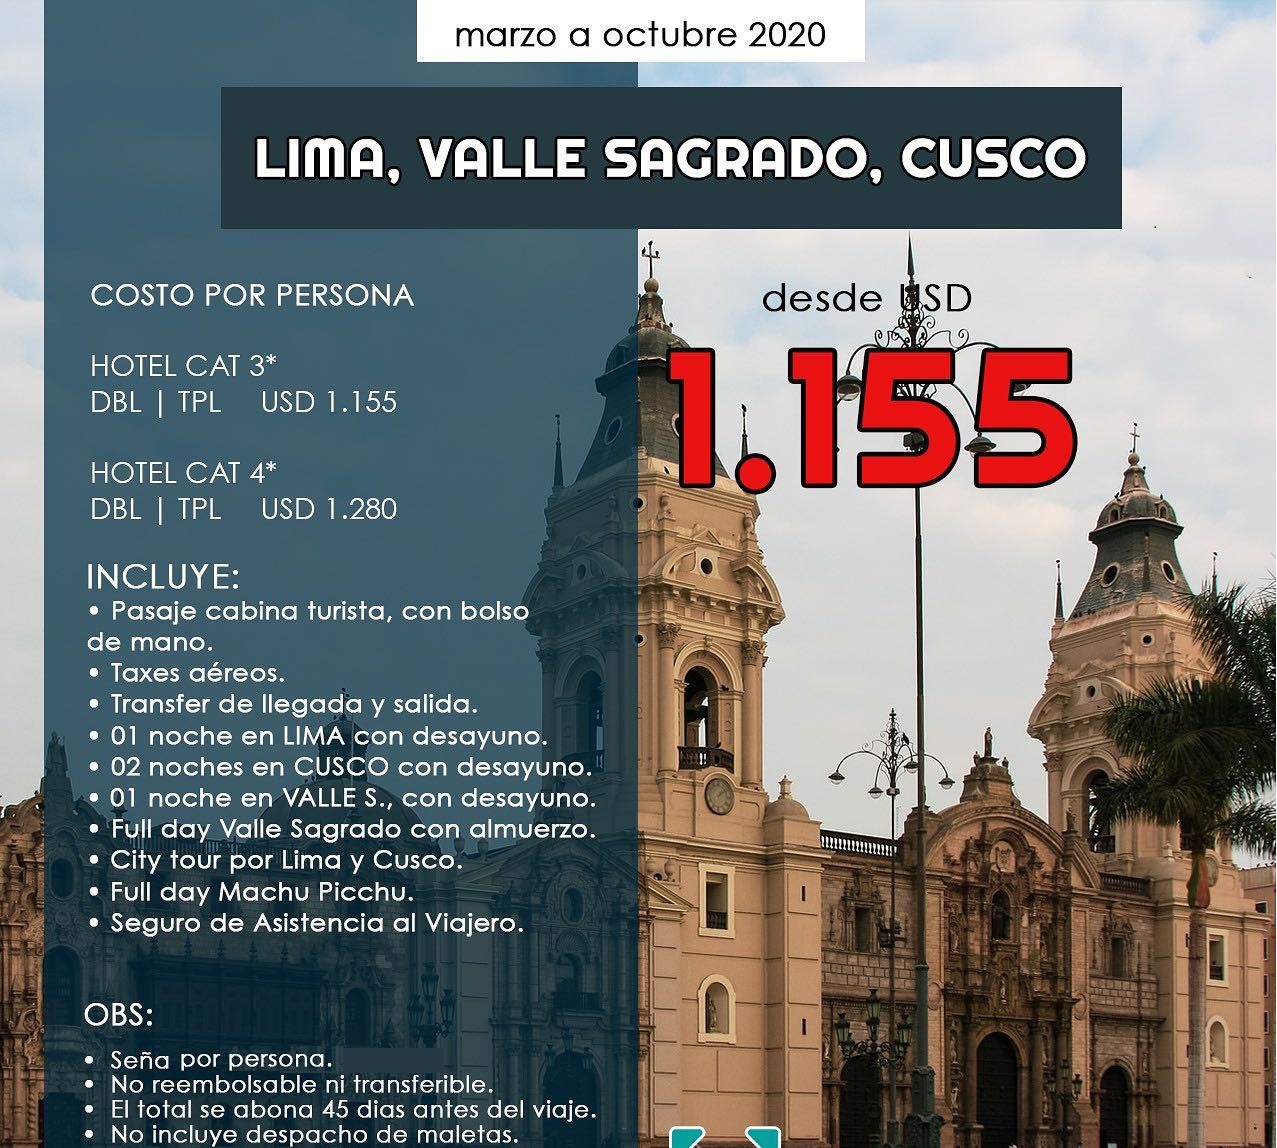 marzo a octubre 2020
LIMA, VALLE SAGRADO, CUSCO
COSTO POR PERSONA
HOTEL CAT 3*
DBL | TPL USD 1.155
HOTEL CAT 4*
DBL | TPL USD 1.280
desde USD
1.155
INCLUYE:
• Pasaje cabina turista, con bolso
de mano.
• Taxes aéreos.
• Transfer de llegada y salida.
• 01 noche en LIMA con desayuno.
• 02 noches en CUSCO con desayuno.
• 01 noche en VALLE S., con desayuno.
• Full day Valle Sagrado con almuerzo.
• City tour por Lima y Cusco.
• Full day Machu Picchu.
• Seguro de Asistencia al Viajero.
OBS:
• Seña por persona.
• No reembolsable ni transferible.
• El total se abona 45 dias antes del viaje.
• No incluye despacho de maletas.